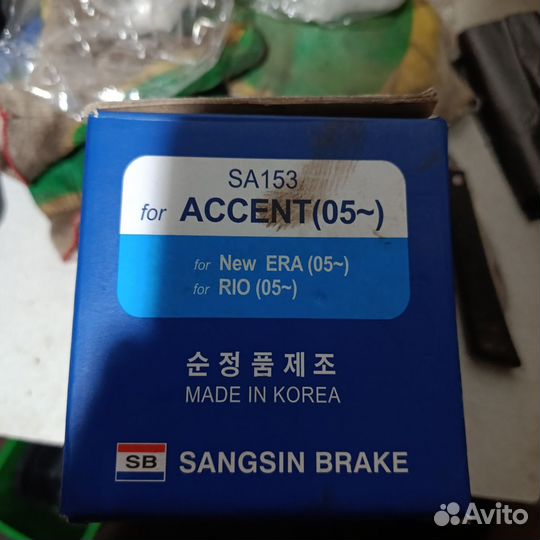 SA153
for ACCENT(05~)
for New ERA (05~)
for RIO (05~)
순정품제조
MADE IN KOREA
SB SANGSIN BRAKE
Avito